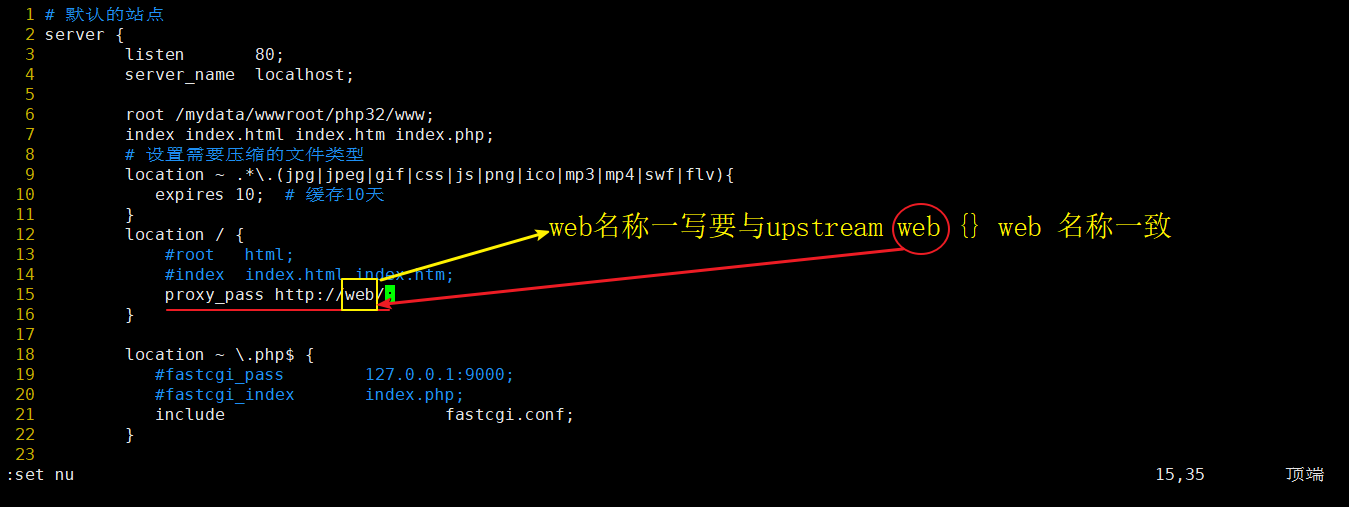 1 # 默认的站点
2 server {
3         listen       80;
4         server_name  localhost;
5
6         root /mydata/wwwroot/php32/www;
7         index index.html index.htm index.php;
8         # 设置需要压缩的文件类型
9         location ~ .*\.(jpg|jpeg|gif|css|js|png|ico|mp3|mp4|swf|flv){
10            expires 10;  # 缓存10天
11        }
12        location / {
web名称一写要与upstream web {} web 名称一致
13            #root   html;
14            #index  index.html index.htm;
15            proxy_pass http://web/;
16        }
17
18        location ~ \.php$ {
19           #fastcgi_pass        127.0.0.1:9000;
20           #fastcgi_index       index.php;
21           include                      fastcgi.conf;
22        }
23
:set nu 15,35 顶端